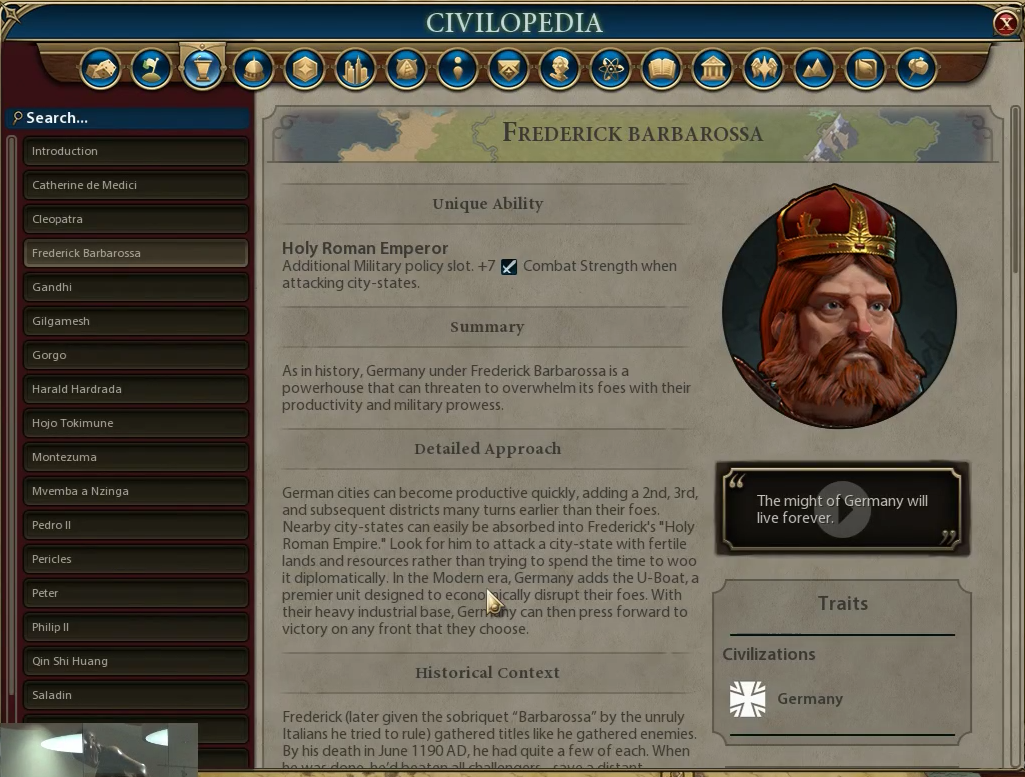 CIVILOPEDIA
X
Search...
Introduction
Catherine de Medici
Cleopatra
Frederick Barbarossa
Gandhi
Gilgamesh
Gorgo
Harald Hardrada
Hojo Tokimune
Montezuma
Mvemba a Nzinga
Pedro II
Pericles
Peter
Philip II
Qin Shi Huang
Saladin
FREDERICK BARBAROSSA
Unique Ability
Holy Roman Emperor
Additional Military policy slot. +7 Combat Strength when
attacking city-states.
Summary
As in history, Germany under Frederick Barbarossa is a
powerhouse that can threaten to overwhelm its foes with their
productivity and military prowess.
Detailed Approach
German cities can become productive quickly, adding a 2nd, 3rd,
and subsequent districts many turns earlier than their foes.
Nearby city-states can easily be absorbed into Frederick's "Holy
Roman Empire." Look for him to attack a city-state with fertile
lands and resources rather than trying to spend the time to woo
it diplomatically. In the Modern era, Germany adds the U-Boat, a
premier unit designed to economically disrupt their foes. With
their heavy industrial base, Germany can then press forward to
victory on any front that they choose.
Historical Context
Frederick (later given the sobriquet “Barbarossa” by the unruly
Italians he tried to rule) gathered titles like he gathered enemies.
By his death in June 1190 AD, he had quite a few of each. When
he was done, he'd beaten all challengers – save a distant
“The might of Germany will
live forever.”
Traits
Civilizations
Germany